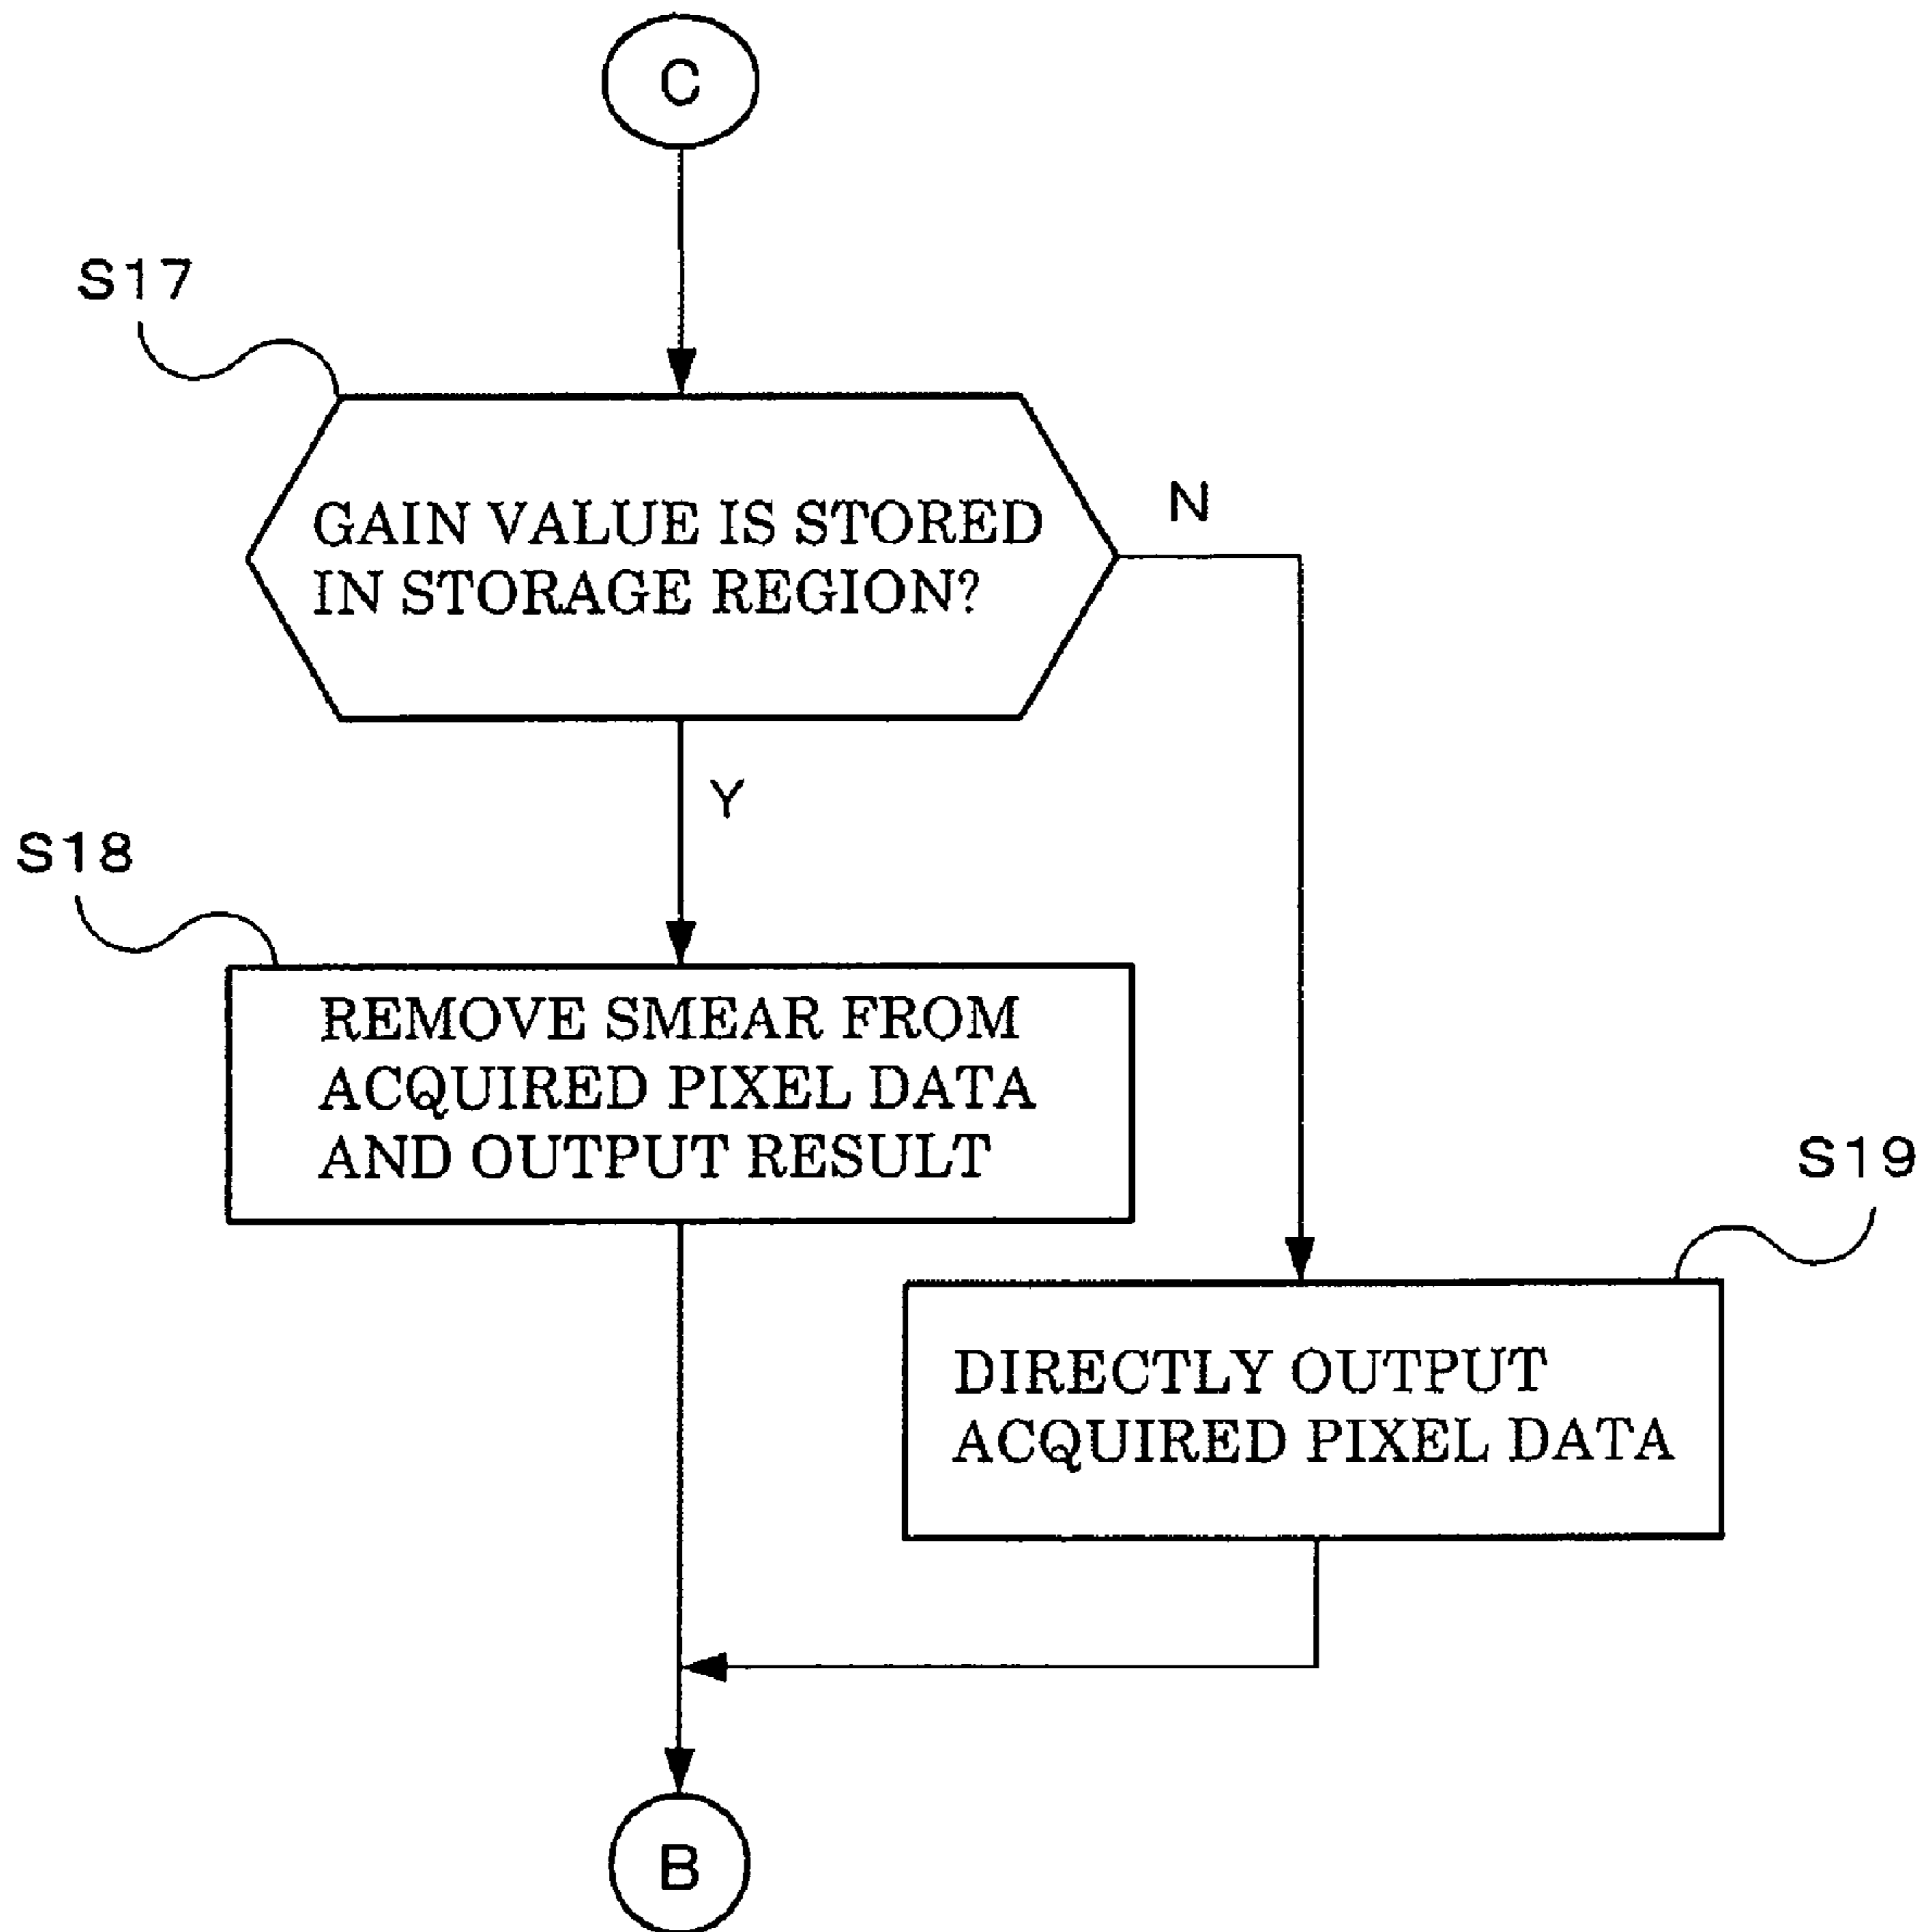 C
S17
GAIN VALUE IS STORED
IN STORAGE REGION?
N
Y
S18
REMOVE SMEAR FROM
ACQUIRED PIXEL DATA
AND OUTPUT RESULT
S19
DIRECTLY OUTPUT
ACQUIRED PIXEL DATA
B